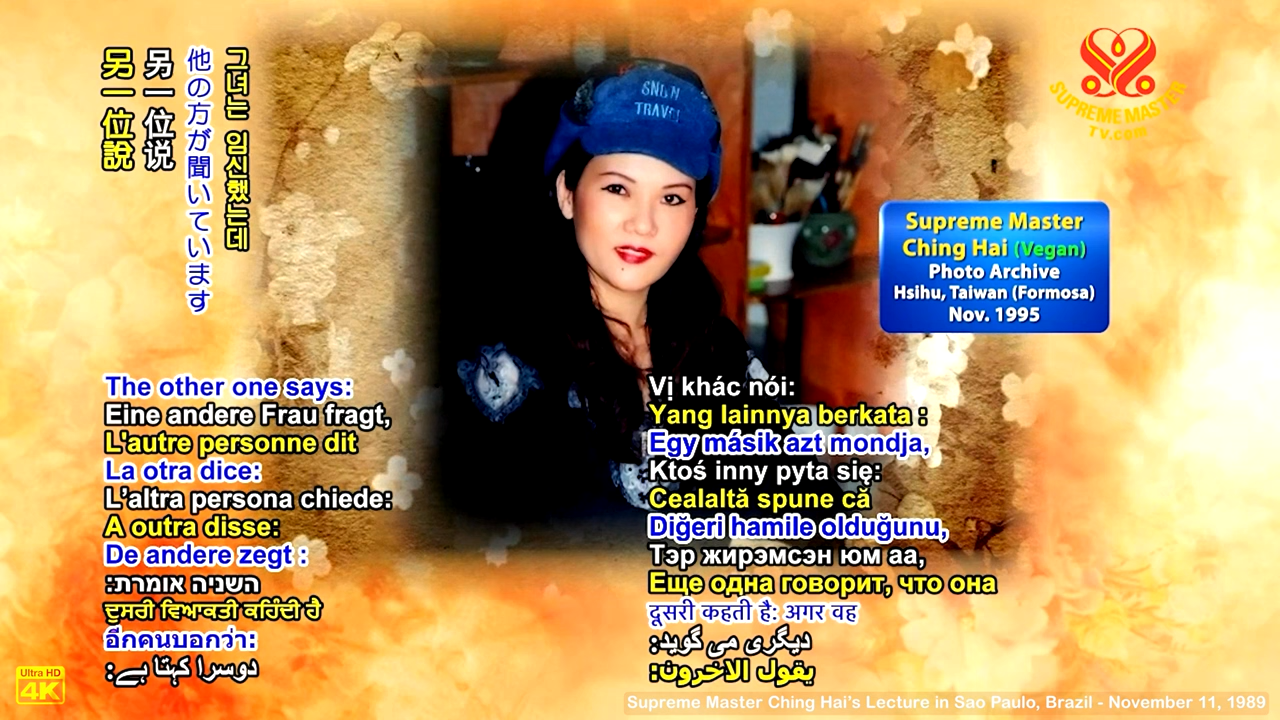 另一位說
另一位说
他の方が聞いています
그녀는 임신했는데
SUPREME MASTER
TV.com
Supreme Master
Ching Hai (Vegan)
Photo Archive
Hsihu, Taiwan (Formosa)
Nov. 1995
The other one says:
Eine andere Frau fragt,
L'autre personne dit
La otra dice:
L’altra persona chiede:
A outra disse:
De andere zegt :
השניה אומרת:
ਦੂਸਰੀ ਵਿਅਕਤੀ ਕਹਿੰਦੀ ਹੈ
อีกคนบอกว่า:
دوسرا کہتا ہے:
Vị khác nói:
Yang lainnya berkata :
Egy másik azt mondja,
Ktoś inny pyta się:
Cealaltă spune că
Diğeri hamile olduğunu,
Тэр жирэмсэн юм аа,
Еще одна говорит, что она
दूसरी कहती है: अगर वह
دیگری می گوید:
يقول الآخرون:
Ultra HD
4K
Supreme Master Ching Hai’s Lecture in Sao Paulo, Brazil - November 11, 1989